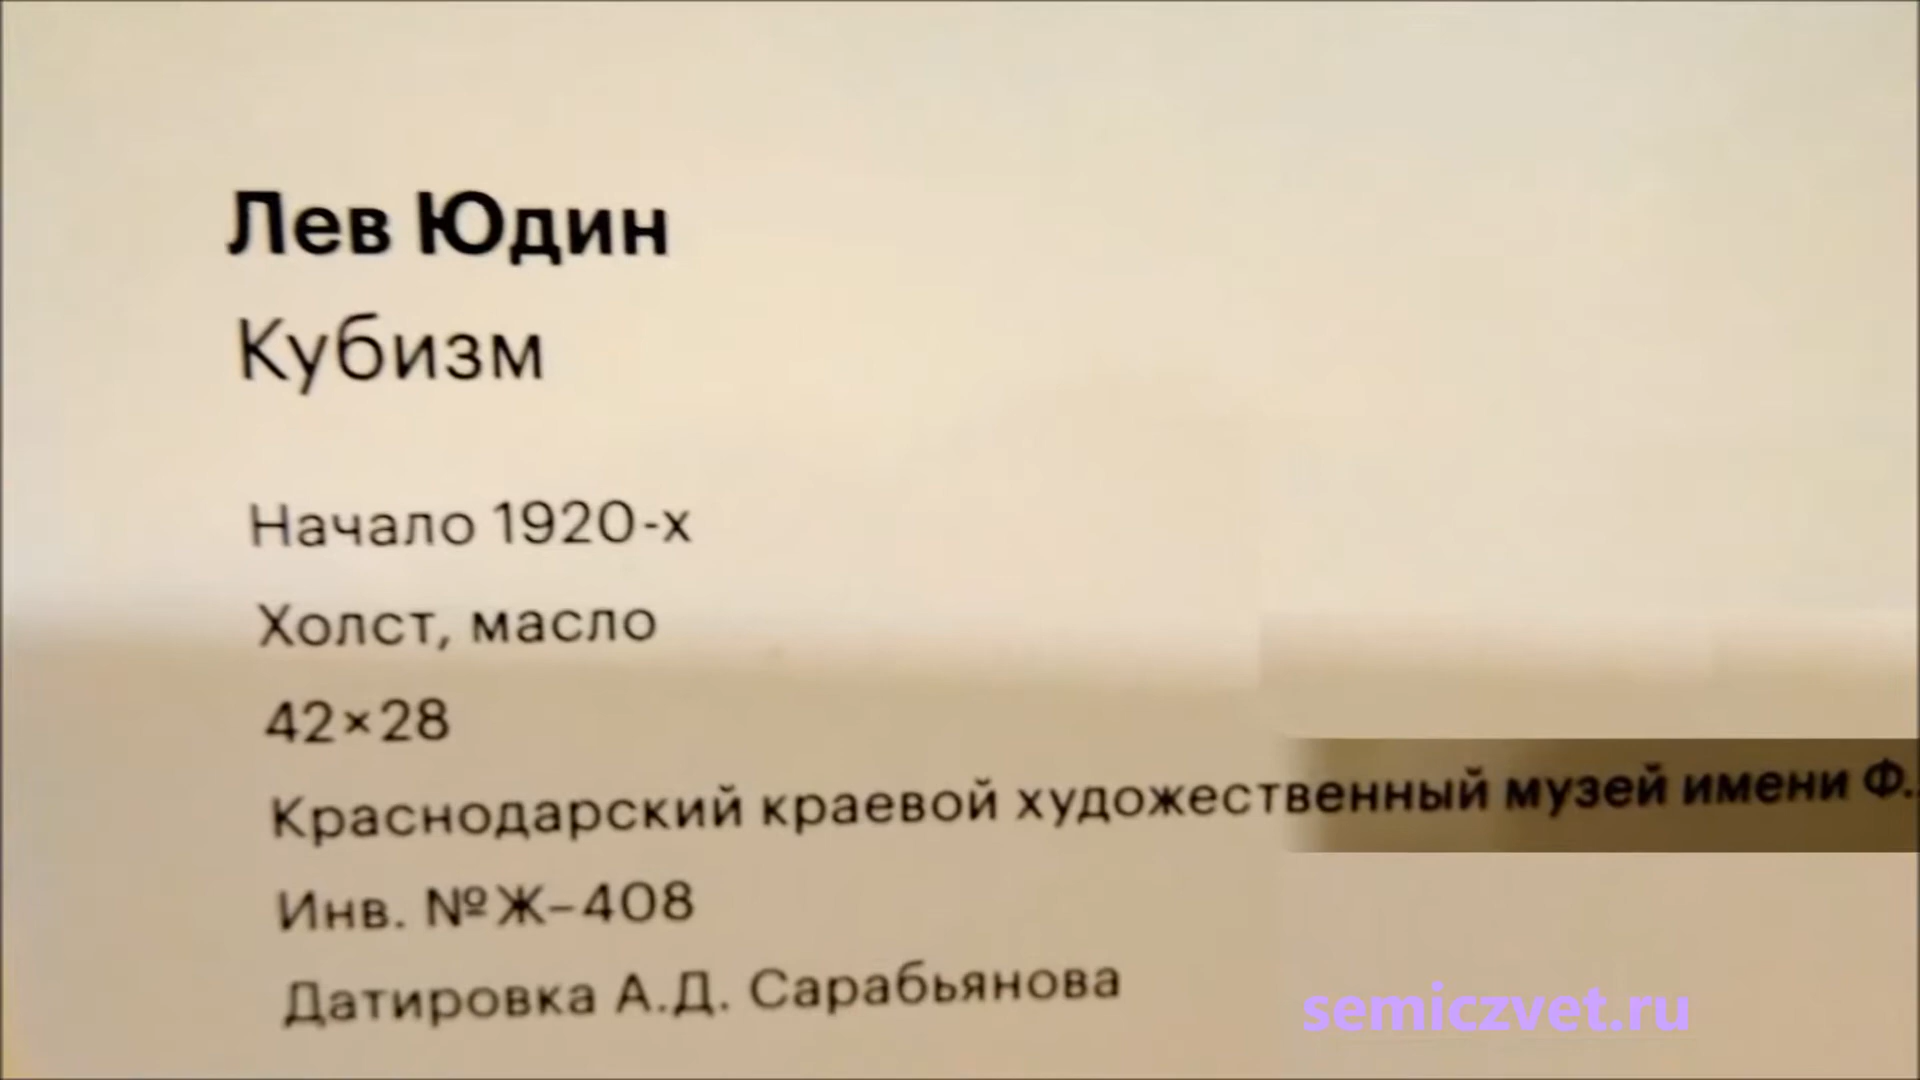 Лев Юдин
Кубизм
Начало 1920-х
Холст, масло
42×28
Краснодарский краевой художественный музей имени Ф.
Инв. №Ж–408
Датировка А.Д. Сарабьянова
semiczvet.ru